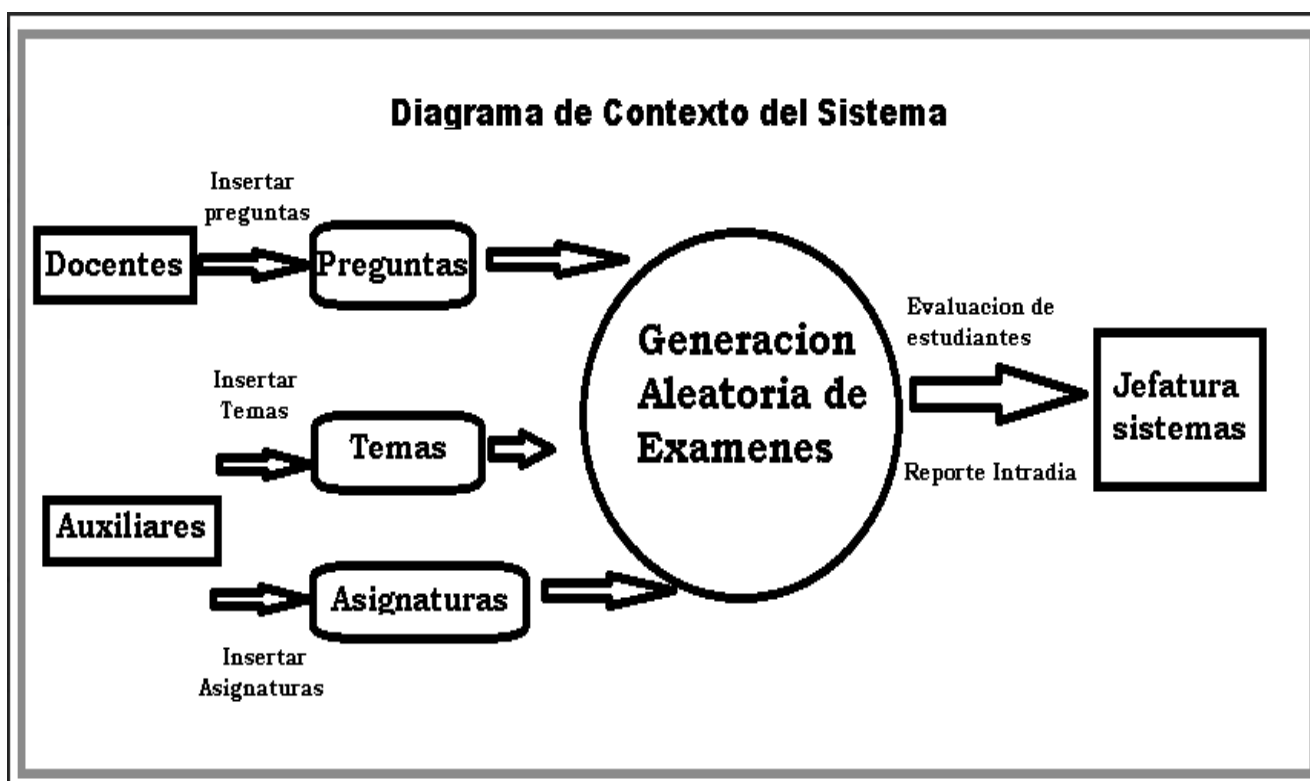 Diagrama de Contexto del Sistema
Insertar
preguntas
Docentes
Preguntas
Insertar
Temas
Temas
Auxiliares
Asignaturas
Insertar
Asignaturas
Generacion
Aleatoria de
Examenes
Evaluacion de
estudiantes
Reporte Intradia
Jefatura
sistemas